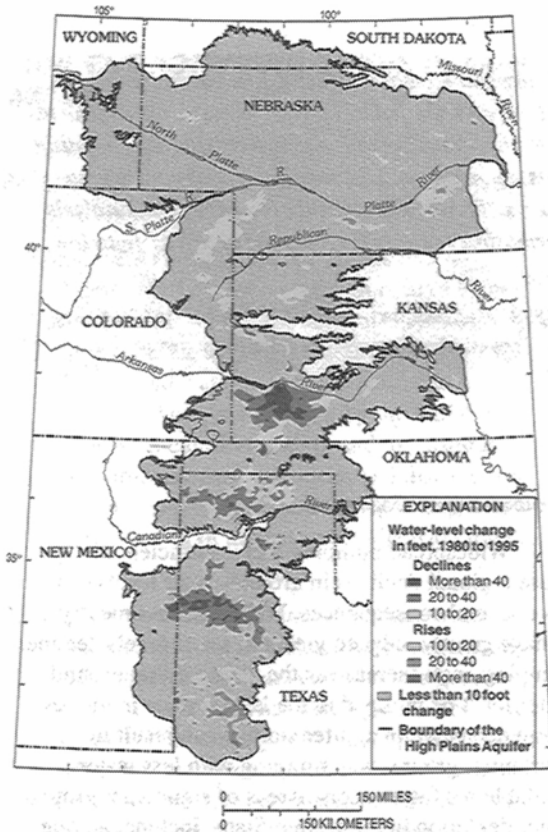 105°
100°
WYOMING
SOUTH DAKOTA
Missouri
River
NEBRASKA
North
Platte
R.
Platte
River
S. Platte
R.
40°
Republican
River
COLORADO
KANSAS
Arkansas
River
OKLAHOMA
Canadian
River
35°
NEW MEXICO
TEXAS
EXPLANATION
Water-level change
in feet, 1980 to 1995
Declines
More than 40
20 to 40
10 to 20
Rises
10 to 20
20 to 40
More than 40
Less than 10 foot
change
Boundary of the
High Plains Aquifer
0 150 MILES
0 150 KILOMETERS